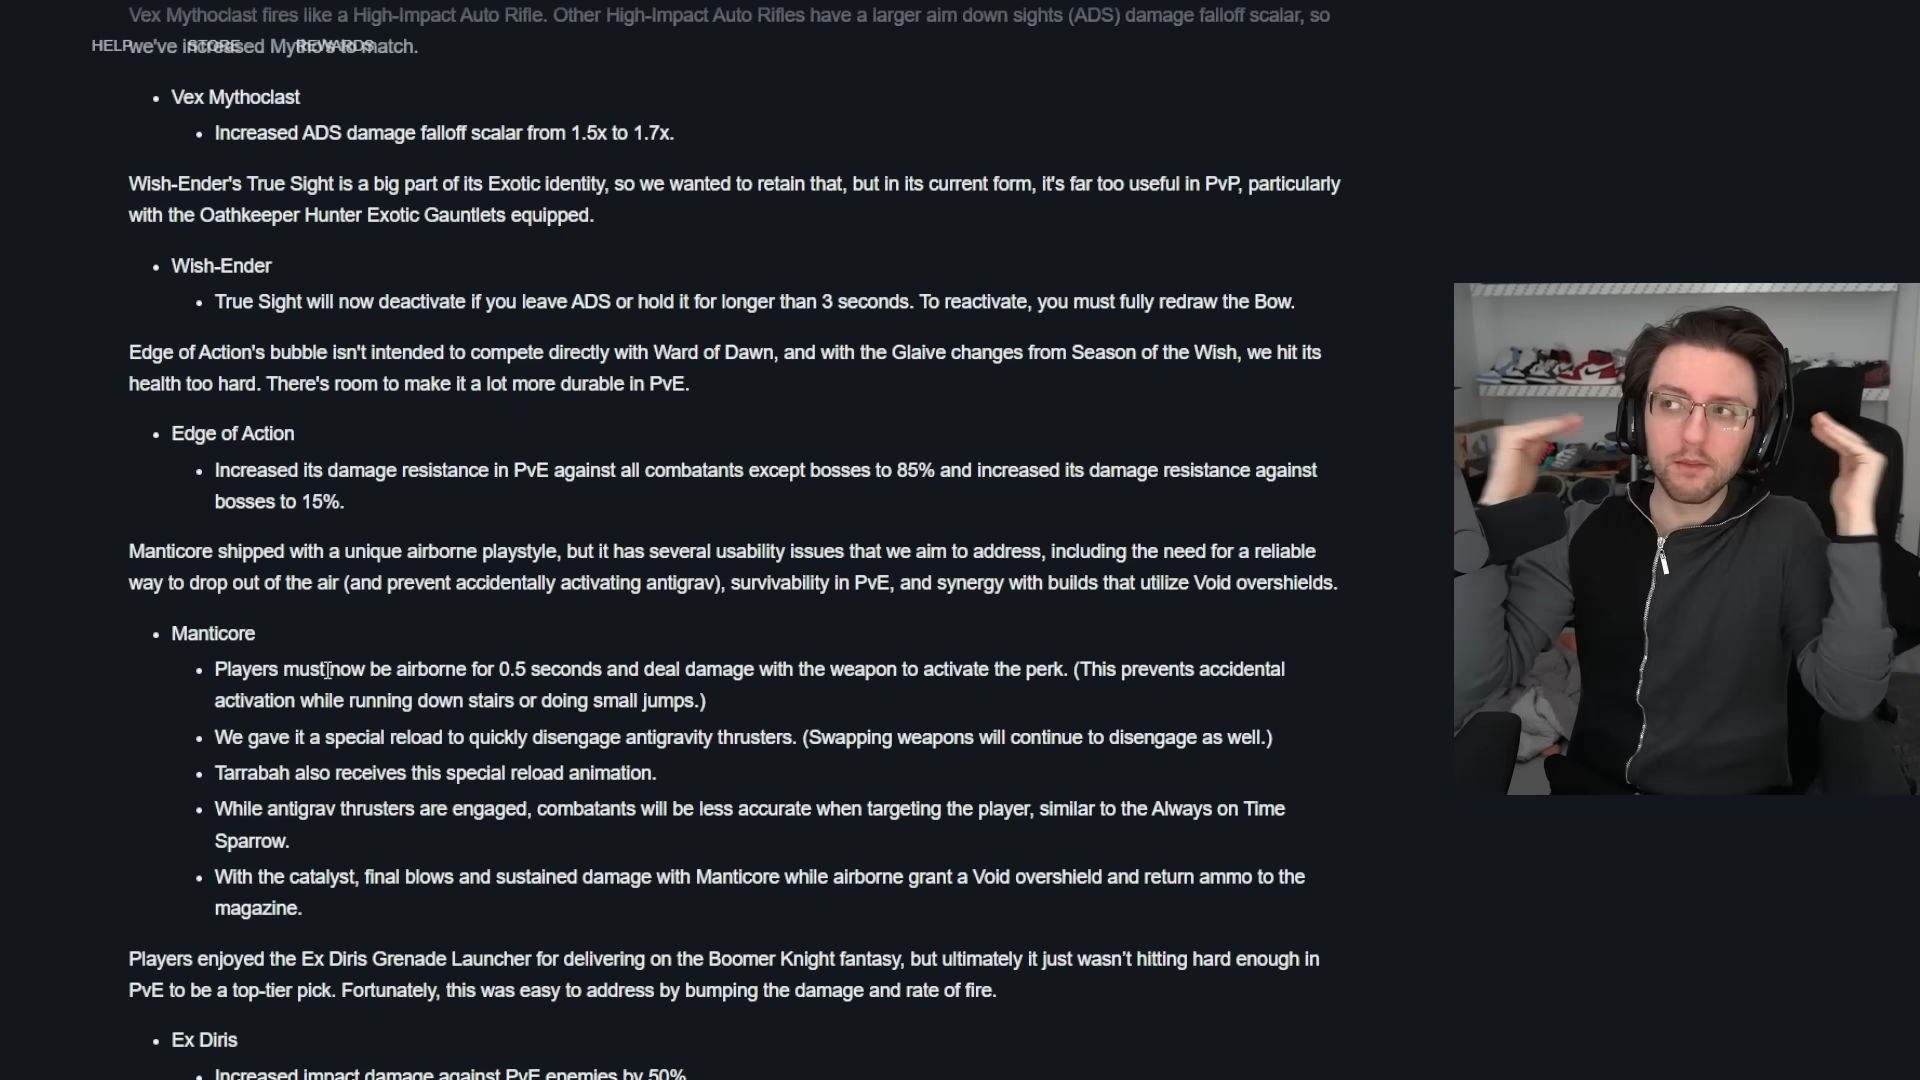 Vex Mythoclast fires like a High-Impact Auto Rifle. Other High-Impact Auto Rifles have a larger aim down sights (ADS) damage falloff scalar, so
HELP STORE REWARDS
we've increased Mytho's to match.
• Vex Mythoclast
• Increased ADS damage falloff scalar from 1.5x to 1.7x.
Wish-Ender's True Sight is a big part of its Exotic identity, so we wanted to retain that, but in its current form, it's far too useful in PvP, particularly
with the Oathkeeper Hunter Exotic Gauntlets equipped.
• Wish-Ender
• True Sight will now deactivate if you leave ADS or hold it for longer than 3 seconds. To reactivate, you must fully redraw the Bow.
Edge of Action's bubble isn't intended to compete directly with Ward of Dawn, and with the Glaive changes from Season of the Wish, we hit its
health too hard. There's room to make it a lot more durable in PvE.
• Edge of Action
• Increased its damage resistance in PvE against all combatants except bosses to 85% and increased its damage resistance against
bosses to 15%.
Manticore shipped with a unique airborne playstyle, but it has several usability issues that we aim to address, including the need for a reliable
way to drop out of the air (and prevent accidentally activating antigrav), survivability in PvE, and synergy with builds that utilize Void overshields.
• Manticore
• Players must now be airborne for 0.5 seconds and deal damage with the weapon to activate the perk. (This prevents accidental
activation while running down stairs or doing small jumps.)
• We gave it a special reload to quickly disengage antigravity thrusters. (Swapping weapons will continue to disengage as well.)
• Tarrabah also receives this special reload animation.
• While antigrav thrusters are engaged, combatants will be less accurate when targeting the player, similar to the Always on Time
Sparrow.
• With the catalyst, final blows and sustained damage with Manticore while airborne grant a Void overshield and return ammo to the
magazine.
Players enjoyed the Ex Diris Grenade Launcher for delivering on the Boomer Knight fantasy, but ultimately it just wasn't hitting hard enough in
PvE to be a top-tier pick. Fortunately, this was easy to address by bumping the damage and rate of fire.
• Ex Diris
• Increased impact damage against PvE enemies by 50%